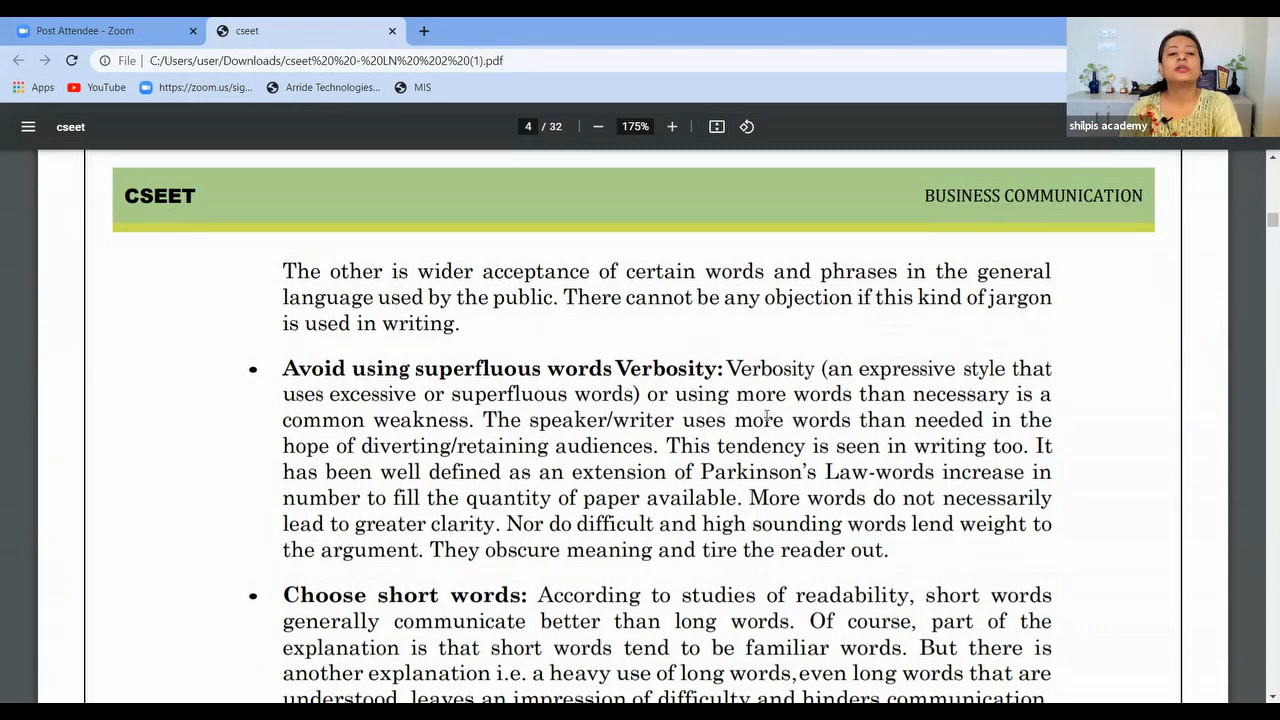 Post Attendee - Zoom
cseet
File
C:/Users/user/Downloads/cseet%20%20-%20LN%20%202%20(1).pdf
Apps
YouTube
https://zoom.us/sig...
Arride Technologies...
MIS
cseet
4 / 32
175%
shilpis academy
CSEET
BUSINESS COMMUNICATION
The other is wider acceptance of certain words and phrases in the general
language used by the public. There cannot be any objection if this kind of jargon
is used in writing.
• Avoid using superfluous words Verbosity: Verbosity (an expressive style that
uses excessive or superfluous words) or using more words than necessary is a
common weakness. The speaker/writer uses more words than needed in the
hope of diverting/retaining audiences. This tendency is seen in writing too. It
has been well defined as an extension of Parkinson's Law-words increase in
number to fill the quantity of paper available. More words do not necessarily
lead to greater clarity. Nor do difficult and high sounding words lend weight to
the argument. They obscure meaning and tire the reader out.
• Choose short words: According to studies of readability, short words
generally communicate better than long words. Of course, part of the
explanation is that short words tend to be familiar words. But there is
another explanation i.e. a heavy use of long words,even long words that are
understood, leaves an impression of difficulty and hinders communication.